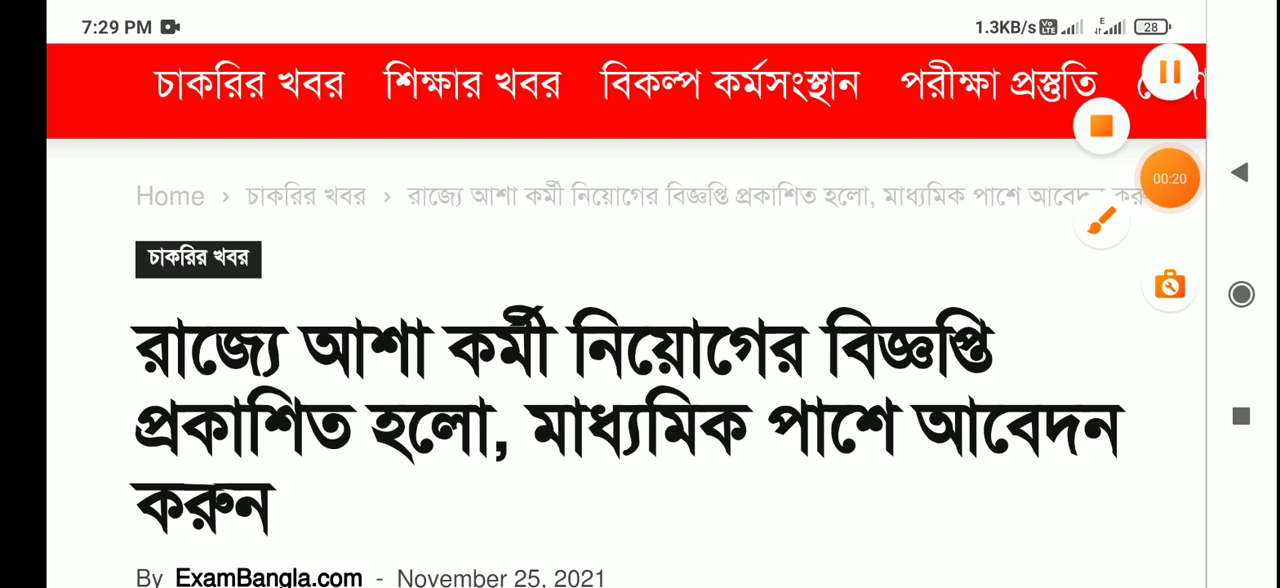 7:29 PM
1.3KB/s Vo LTE E 28
চাকরির খবর শিক্ষার খবর বিকল্প কর্মসংস্থান পরীক্ষা প্রস্তুতি
00:20
Home › চাকরির খবর › রাজ্যে আশা কর্মী নিয়োগের বিজ্ঞপ্তি প্রকাশিত হলো, মাধ্যমিক পাশে
চাকরির খবর
রাজ্যে আশা কর্মী নিয়োগের বিজ্ঞপ্তি
প্রকাশিত হলো, মাধ্যমিক পাশে আবেদন
করুন
By ExamBangla.com - November 25, 2021